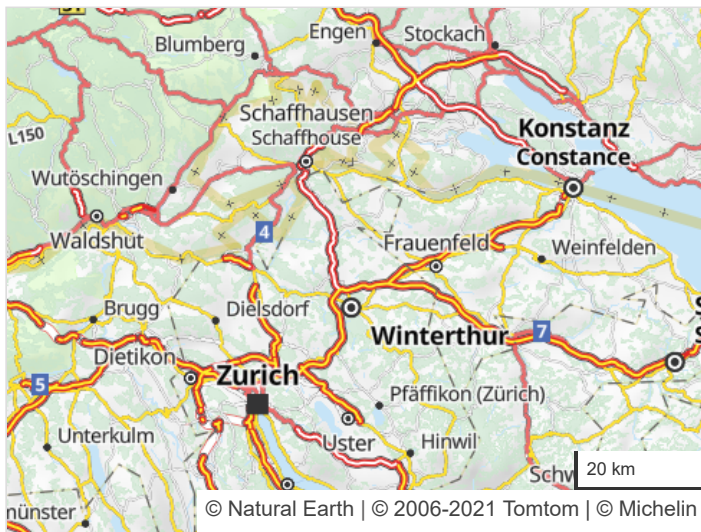 Engen
Stockach
Blumberg
Schaffhausen
Schaffhouse
L150
Konstanz
Constance
Wutöschingen
Waldshut
4
Frauenfeld
Weinfelden
Brugg
Dielsdorf
Winterthur
7
Dietikon
Zurich
5
Pfäffikon (Zürich)
Unterkulm
Uster
Hinwil
20 km
© Natural Earth | © 2006-2021 Tomtom | © Michelin